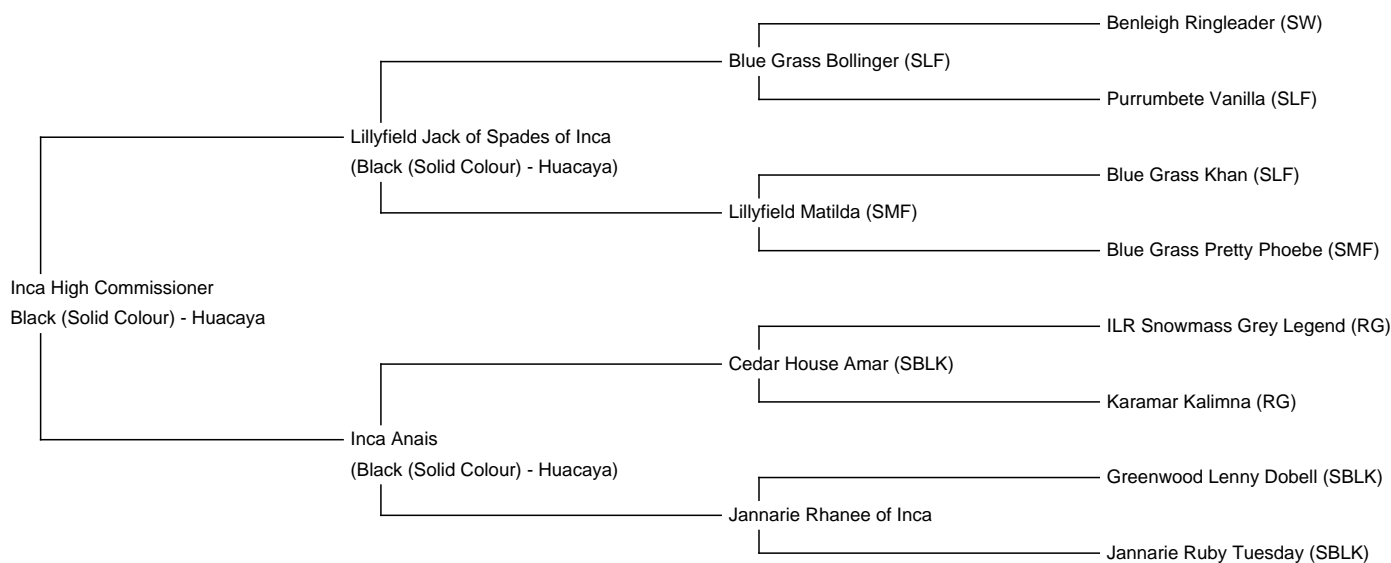 Benleigh Ringleader (SW)
Blue Grass Bollinger (SLF)
Purrumbete Vanilla (SLF)
Lillyfield Jack of Spades of Inca
(Black (Solid Colour) - Huacaya)
Blue Grass Khan (SLF)
Lillyfield Matilda (SMF)
Blue Grass Pretty Phoebe (SMF)
Inca High Commissioner
Black (Solid Colour) - Huacaya
ILR Snowmass Grey Legend (RG)
Cedar House Amar (SBLK)
Karamar Kalimna (RG)
Inca Anais
(Black (Solid Colour) - Huacaya)
Greenwood Lenny Dobell (SBLK)
Jannarie Rhanee of Inca
Jannarie Ruby Tuesday (SBLK)